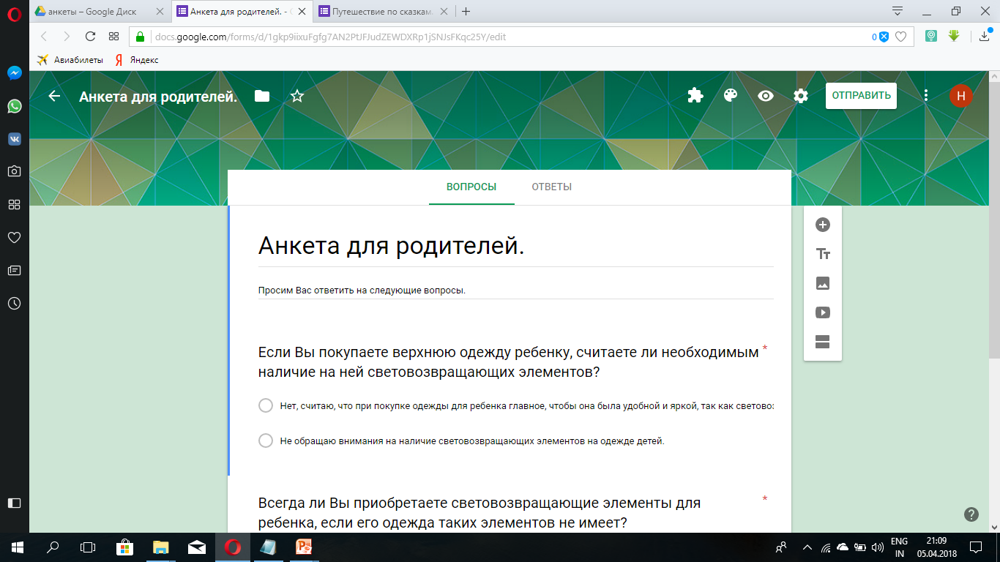 анкеты – Google Диск
Анкета для родителей. -
Путешествие по сказкам.
docs.google.com/forms/d/1gkp9iixuFgfg7AN2PtJFJudZEWDXRp1jSNJsFKqc25Y/edit
0
Авиабилеты
Яндекс
Анкета для родителей.
ОТПРАВИТЬ
Н
ВОПРОСЫ
ОТВЕТЫ
Анкета для родителей.
Просим Вас ответить на следующие вопросы.
Если Вы покупаете верхнюю одежду ребенку, считаете ли необходимым *
наличие на ней световозвращающих элементов?
Нет, считаю, что при покупке одежды для ребенка главное, чтобы она была удобной и яркой, так как световоз
Не обращаю внимания на наличие световозвращающих элементов на одежде детей.
Всегда ли Вы приобретаете световозвращающие элементы для *
ребенка, если его одежда таких элементов не имеет?
ENG
IN
21:09
05.04.2018